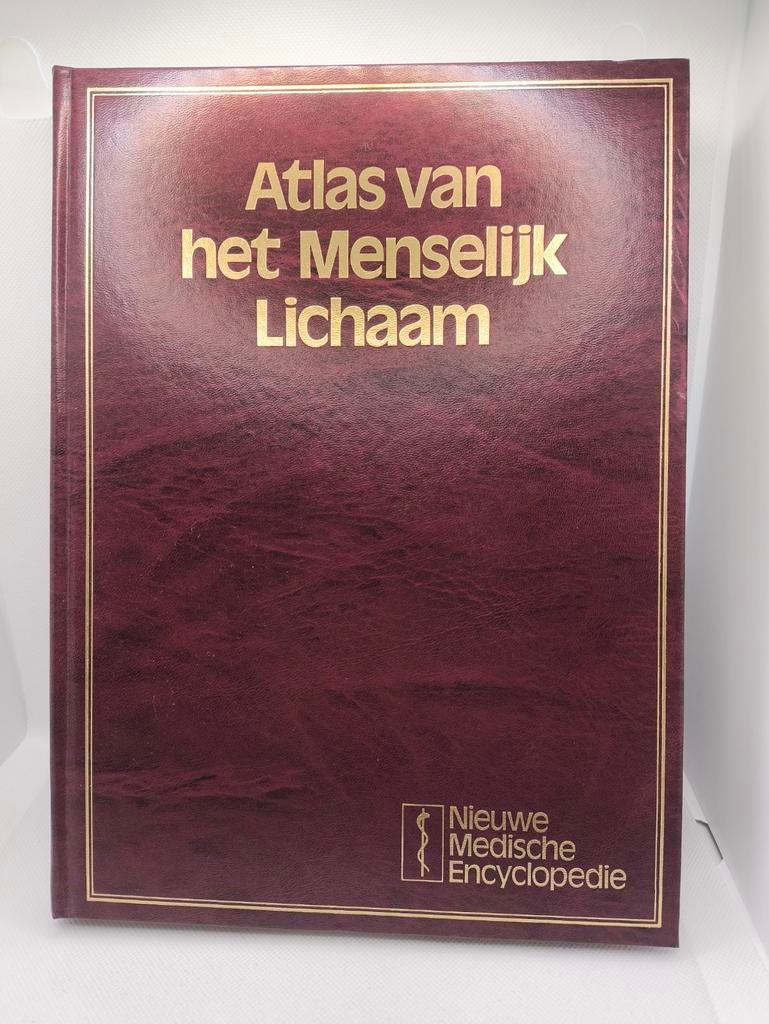 Atlas van
het Menselijk
Lichaam
Nieuwe
Medische
Encyclopedie